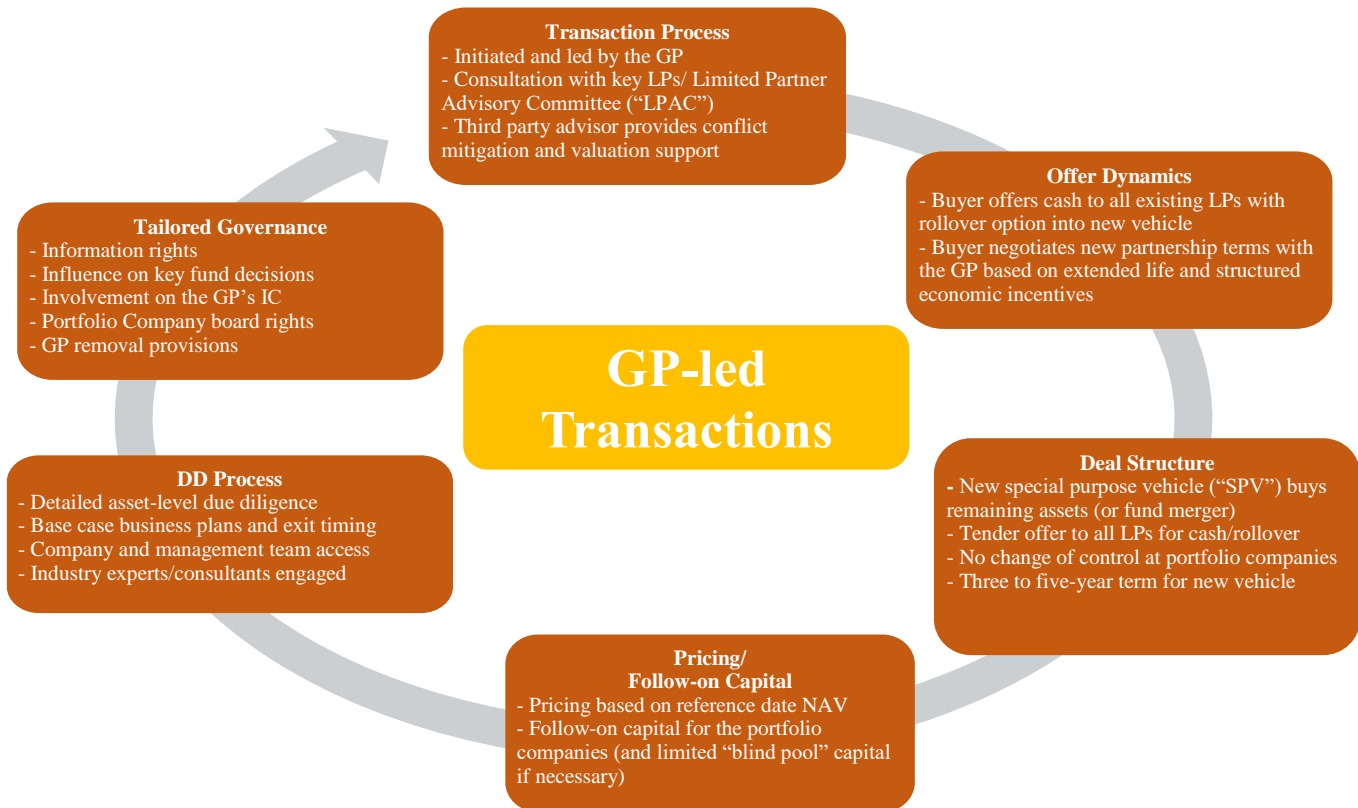 Transaction Process
- Initiated and led by the GP
- Consultation with key LPs/ Limited Partner
Advisory Committee (“LPAC”)
- Third party advisor provides conflict
mitigation and valuation support
Offer Dynamics
- Buyer offers cash to all existing LPs with
rollover option into new vehicle
- Buyer negotiates new partnership terms with
the GP based on extended life and structured
economic incentives
Deal Structure
- New special purpose vehicle (“SPV”) buys
remaining assets (or fund merger)
- Tender offer to all LPs for cash/rollover
- No change of control at portfolio companies
- Three to five-year term for new vehicle
Pricing/
Follow-on Capital
- Pricing based on reference date NAV
- Follow-on capital for the portfolio
companies (and limited “blind pool” capital
if necessary)
DD Process
- Detailed asset-level due diligence
- Base case business plans and exit timing
- Company and management team access
- Industry experts/consultants engaged
Tailored Governance
- Information rights
- Influence on key fund decisions
- Involvement on the GP’s IC
- Portfolio Company board rights
- GP removal provisions
GP-led
Transactions